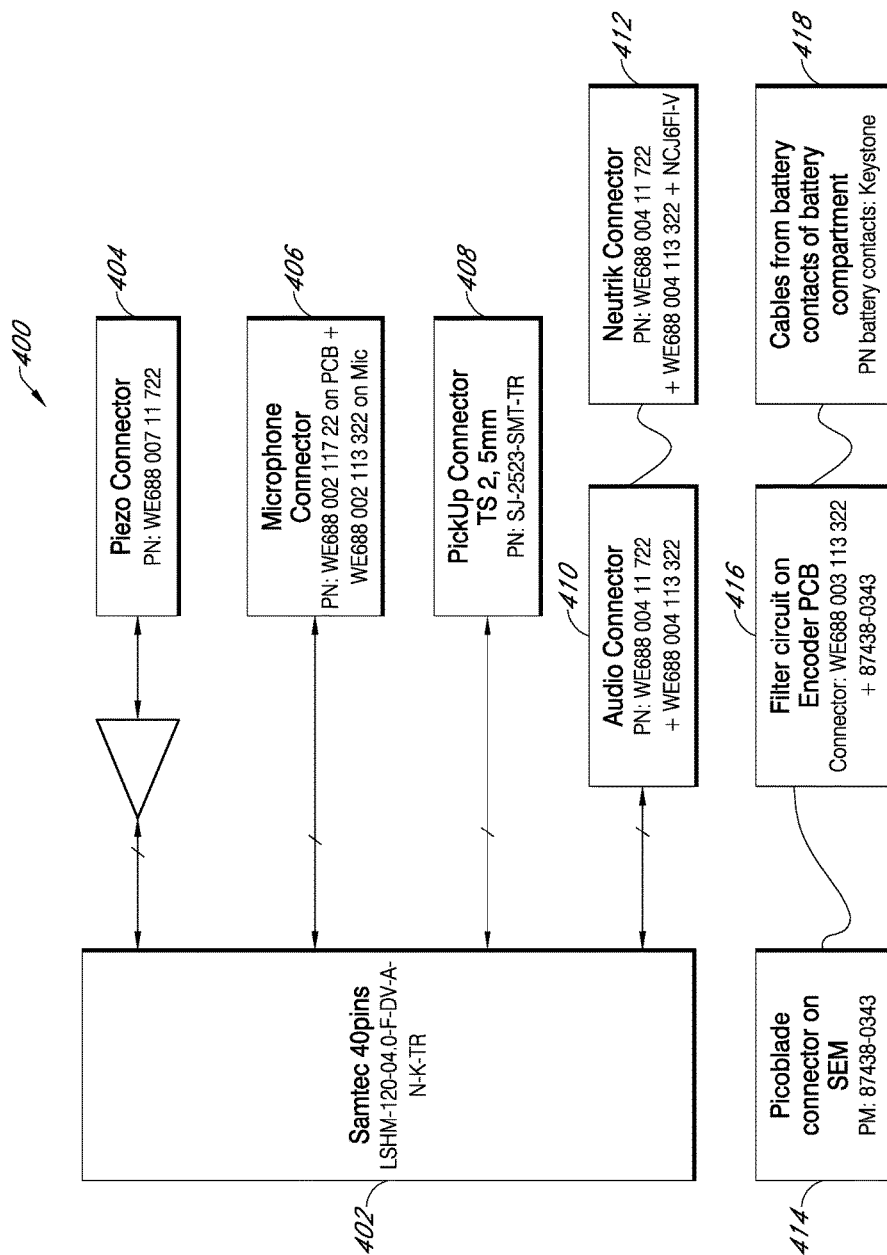 400
Samtec 40pins
LSHM-120-04.0-F-DV-A-
N-K-TR
402
Piezo Connector
PN: WE688 007 11 722
404
Microphone
Connector
PN: WE688 002 117 22 on PCB +
WE688 002 113 322 on Mic
406
PickUp Connector
TS 2, 5mm
PN: SJ-2523-SMT-TR
408
Audio Connector
PN: WE688 004 11 722
+ WE688 004 113 322
410
Neutrik Connector
PN: WE688 004 11 722
+ WE688 004 113 322 + NCJ6FI-V
412
Picoblade
connector on
SEM
PM: 87438-0343
414
Filter circuit on
Encoder PCB
Connector: WE688 003 113 322
+ 87438-0343
416
Cables from battery
contacts of battery
compartment
PN battery contacts: Keystone
418